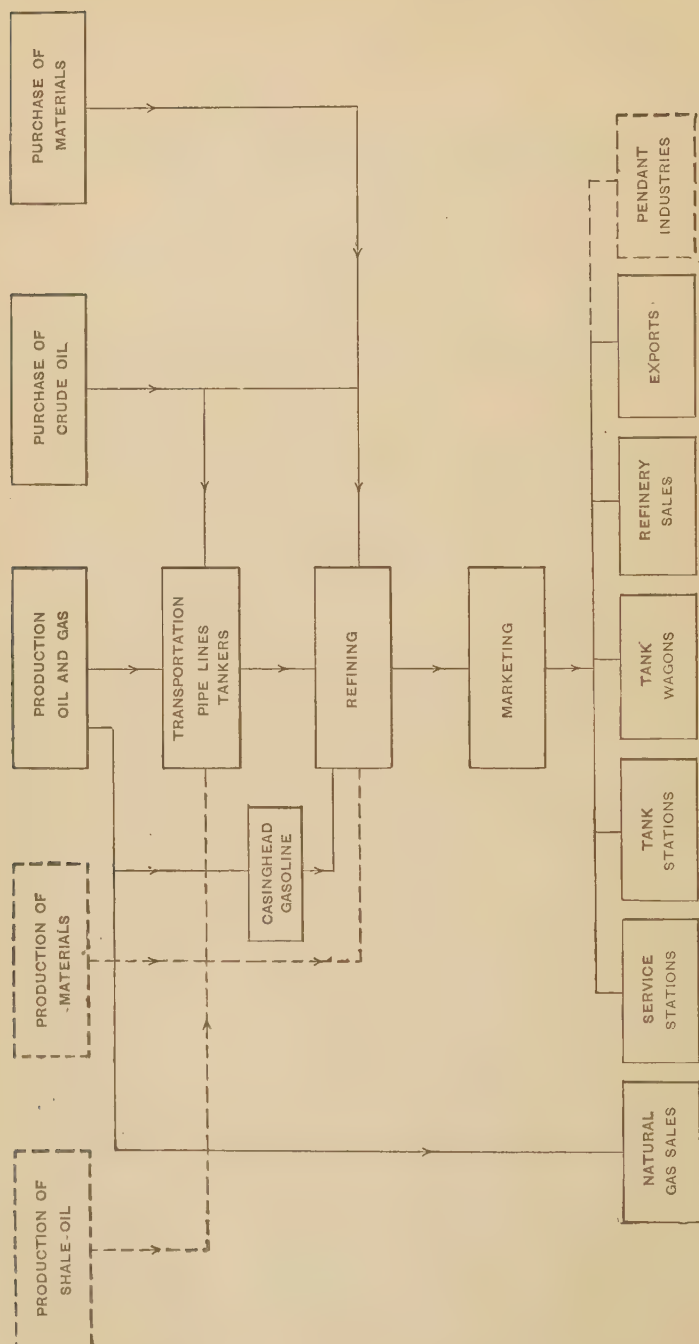 PRODUCTION OF
SHALE-OIL
PRODUCTION OF
MATERIALS
PRODUCTION
OIL AND GAS
PURCHASE OF
CRUDE OIL
PURCHASE OF
MATERIALS
TRANSPORTATION
PIPE LINES
TANKERS
CASINGHEAD
GASOLINE
REFINING
MARKETING
NATURAL
GAS SALES
SERVICE
STATIONS
TANK
STATIONS
TANK
WAGONS
REFINERY
SALES
EXPORTS
PENDANT
INDUSTRIES